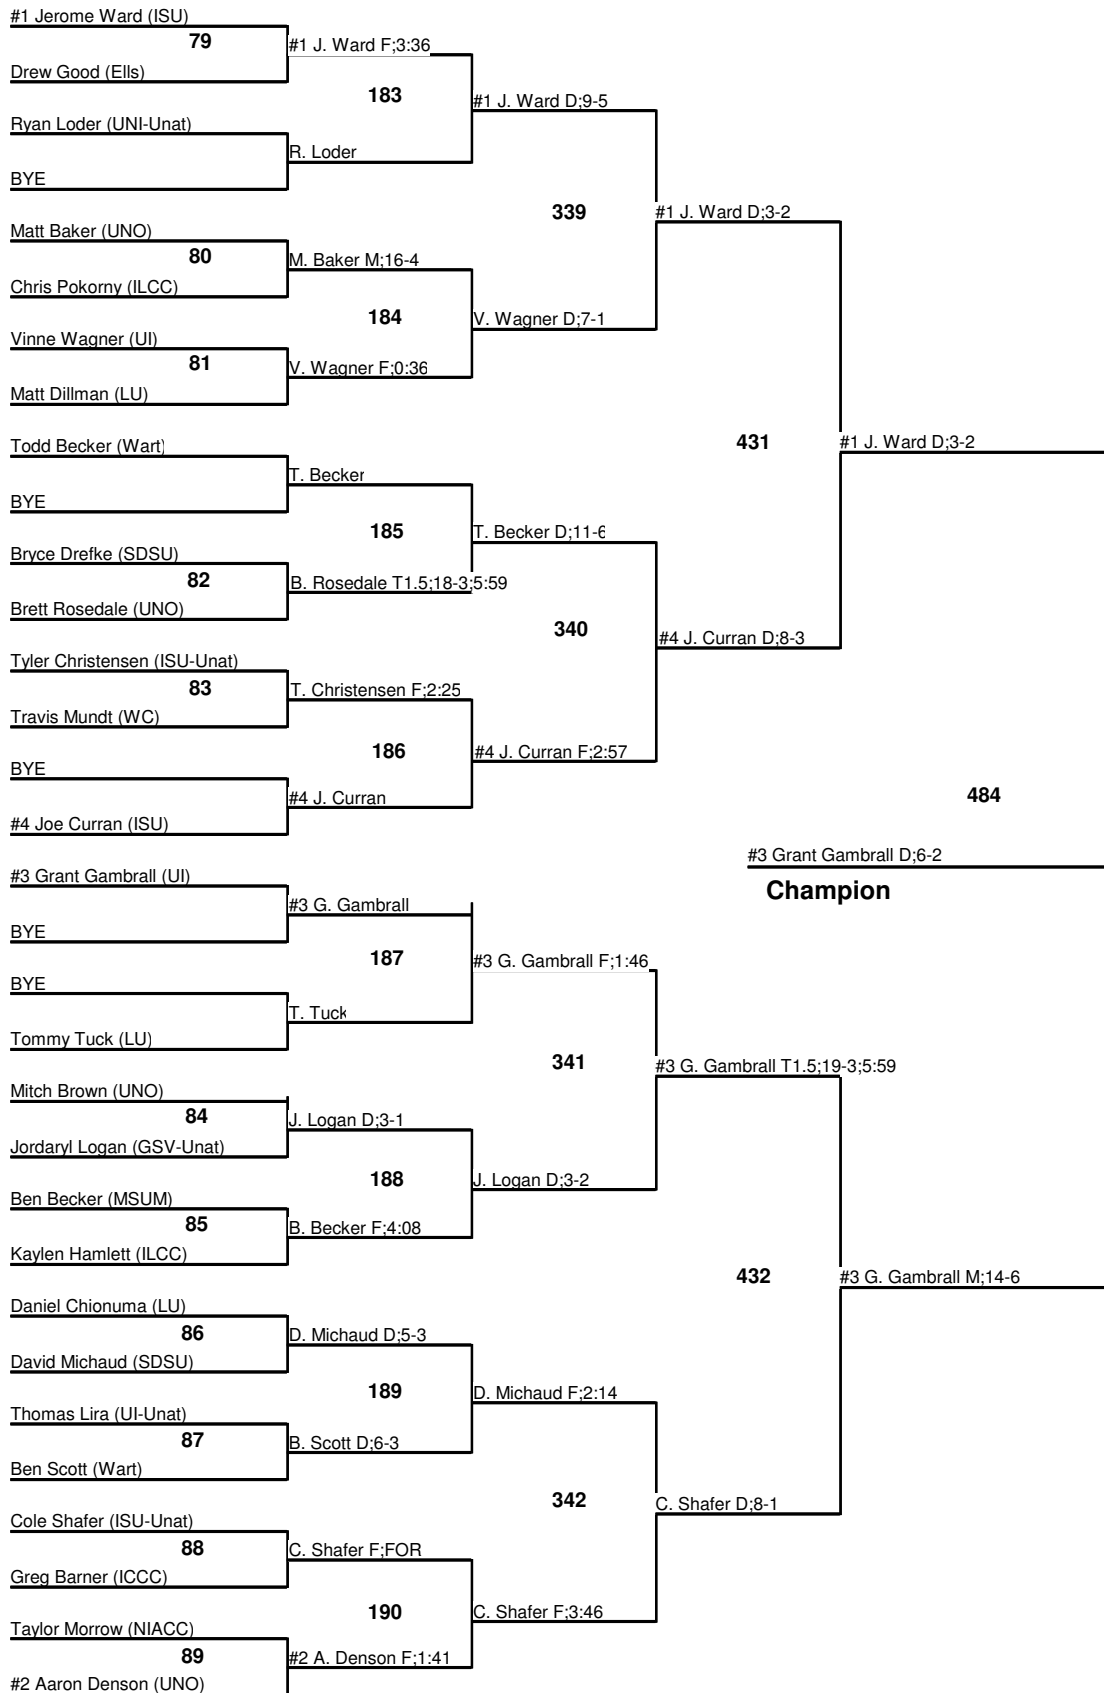 #1 Jerome Ward (ISU)
79
#1 J. Ward F;3:36
Drew Good (Ells)
183
#1 J. Ward D;9-5
Ryan Loder (UNI-Unat)
R. Loder
BYE
339
#1 J. Ward D;3-2
Matt Baker (UNO)
80
M. Baker M;16-4
Chris Pokorny (ILCC)
184
V. Wagner D;7-1
Vinne Wagner (UI)
81
V. Wagner F;0:36
Matt Dillman (LU)
431
#1 J. Ward D;3-2
Todd Becker (Wart)
T. Becker
BYE
185
T. Becker D;11-6
Bryce Drefke (SDSU)
82
B. Rosedale T1.5;18-3;5:59
Brett Rosedale (UNO)
340
#4 J. Curran D;8-3
Tyler Christensen (ISU-Unat)
83
T. Christensen F;2:25
Travis Mundt (WC)
186
#4 J. Curran F;2:57
BYE
#4 J. Curran
#4 Joe Curran (ISU)
484
#3 Grant Gambrall D;6-2
Champion
#3 Grant Gambrall (UI)
#3 G. Gambrall
BYE
187
#3 G. Gambrall F;1:46
BYE
T. Tuck
Tommy Tuck (LU)
341
#3 G. Gambrall T1.5;19-3;5:59
Mitch Brown (UNO)
84
J. Logan D;3-1
Jordaryl Logan (GSV-Unat)
188
J. Logan D;3-2
Ben Becker (MSUM)
85
B. Becker F;4:08
Kaylen Hamlett (ILCC)
432
#3 G. Gambrall M;14-6
Daniel Chionuma (LU)
86
D. Michaud D;5-3
David Michaud (SDSU)
189
D. Michaud F;2:14
Thomas Lira (UI-Unat)
87
B. Scott D;6-3
Ben Scott (Wart)
342
C. Shafer D;8-1
Cole Shafer (ISU-Unat)
88
C. Shafer F;FOR
Greg Barner (ICCC)
190
C. Shafer F;3:46
Taylor Morrow (NIACC)
89
#2 A. Denson F;1:41
#2 Aaron Denson (UNO)